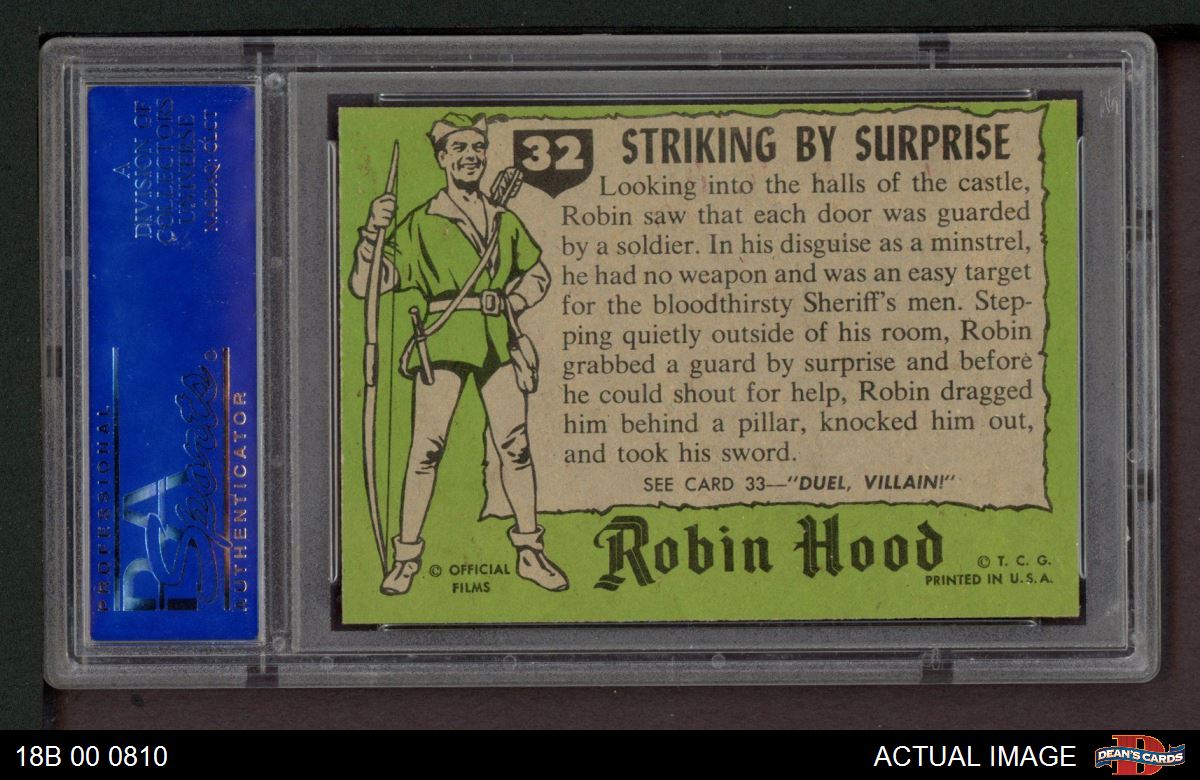 A
DIVISION OF
COLLECTORS
UNIVERSE
NASDAQ: CLCT
PROFESSIONAL
PSA
Sports
AUTHENTICATOR
32
STRIKING BY SURPRISE
Looking into the halls of the castle,
Robin saw that each door was guarded
by a soldier. In his disguise as a minstrel,
he had no weapon and was an easy target
for the bloodthirsty Sheriff's men. Step-
ping quietly outside of his room, Robin
grabbed a guard by surprise and before
he could shout for help, Robin dragged
him behind a pillar, knocked him out,
and took his sword.
SEE CARD 33—"DUEL, VILLAIN!"
Robin Hood
© OFFICIAL
FILMS
© T. C. G.
PRINTED IN U.S.A.
18B 00 0810
ACTUAL IMAGE
D
DEAN'S CARDS